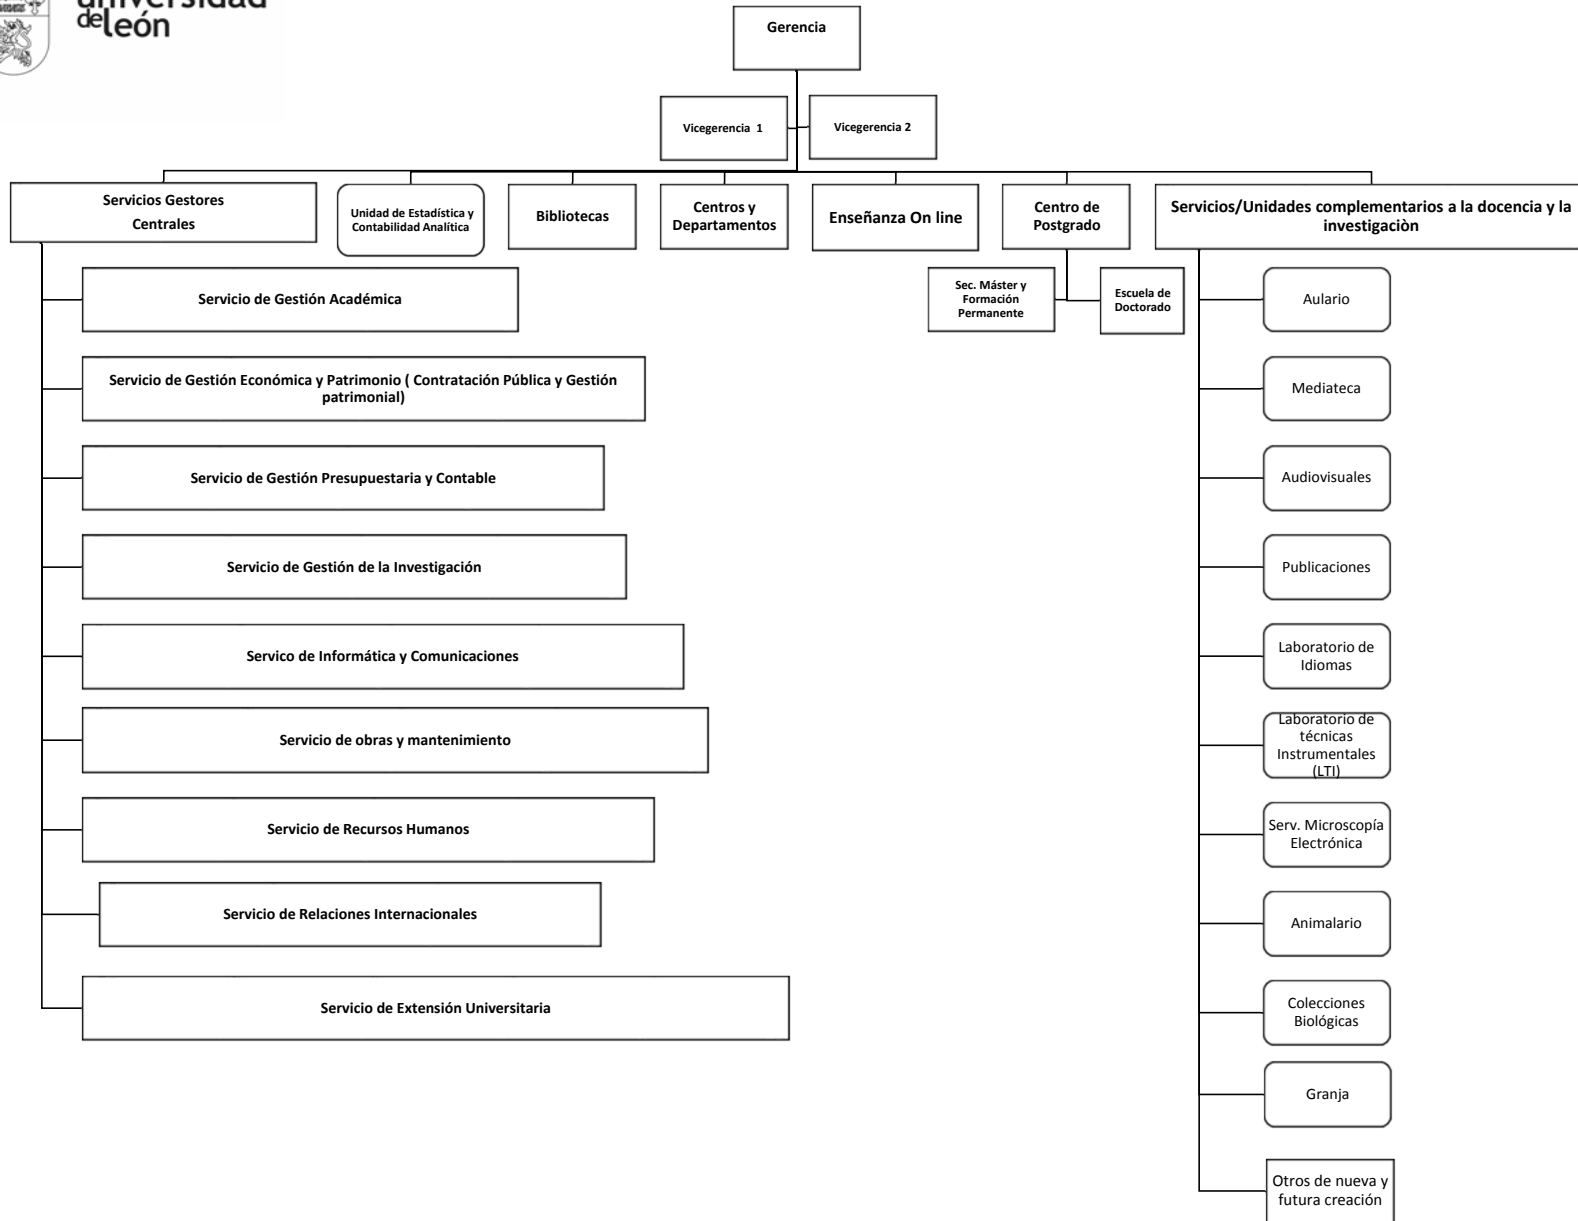 universidad
deleón
Gerencia
Vicegerencia 1
Vicegerencia 2
Servicios Gestores
Centrales
Unidad de Estadística y
Contabilidad Analítica
Bibliotecas
Centros y
Departamentos
Enseñanza On line
Centro de
Postgrado
Servicios/Unidades complementarios a la docencia y la
investigaciòn
Sec. Máster y
Formación
Permanente
Escuela de
Doctorado
Servicio de Gestión Académica
Servicio de Gestión Económica y Patrimonio ( Contratación Pública y Gestión
patrimonial)
Servicio de Gestión Presupuestaria y Contable
Servicio de Gestión de la Investigación
Servico de Informática y Comunicaciones
Servicio de obras y mantenimiento
Servicio de Recursos Humanos
Servicio de Relaciones Internacionales
Servicio de Extensión Universitaria
Aulario
Mediateca
Audiovisuales
Publicaciones
Laboratorio de
Idiomas
Laboratorio de
técnicas
Instrumentales
(LTI)
Serv. Microscopía
Electrónica
Animalario
Colecciones
Biológicas
Granja
Otros de nueva y
futura creación